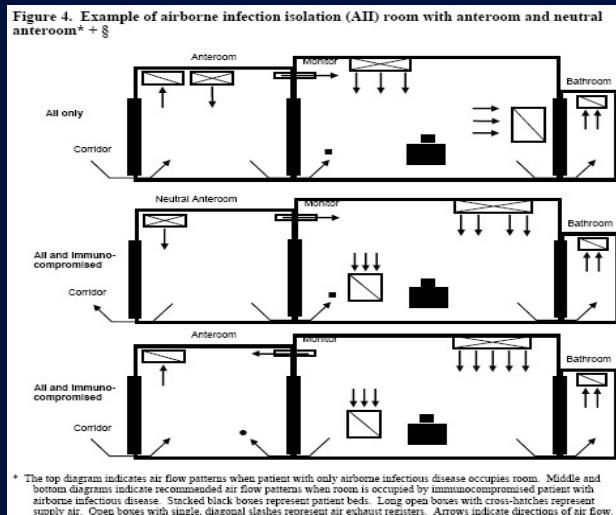 Figure 4. Example of airborne infection isolation (AII) room with anteroom and neutral
anteroom* + §
Anteroom
Monitor
Bathroom
AII only
Corridor
Neutral Anteroom
Monitor
Bathroom
AII and Immuno-
compromised
Corridor
Anteroom
Monitor
Bathroom
AII and Immuno-
compromised
Corridor
* The top diagram indicates air flow patterns when patient with only airborne infectious disease occupies room. Middle and
bottom diagrams indicate recommended air flow patterns when room is occupied by immunocompromised patient with
airborne infectious disease. Stacked black boxes represent patient beds. Long open boxes with cross-hatches represent
supply air. Open boxes with single, diagonal slashes represent air exhaust registers. Arrows indicate directions of air flow.